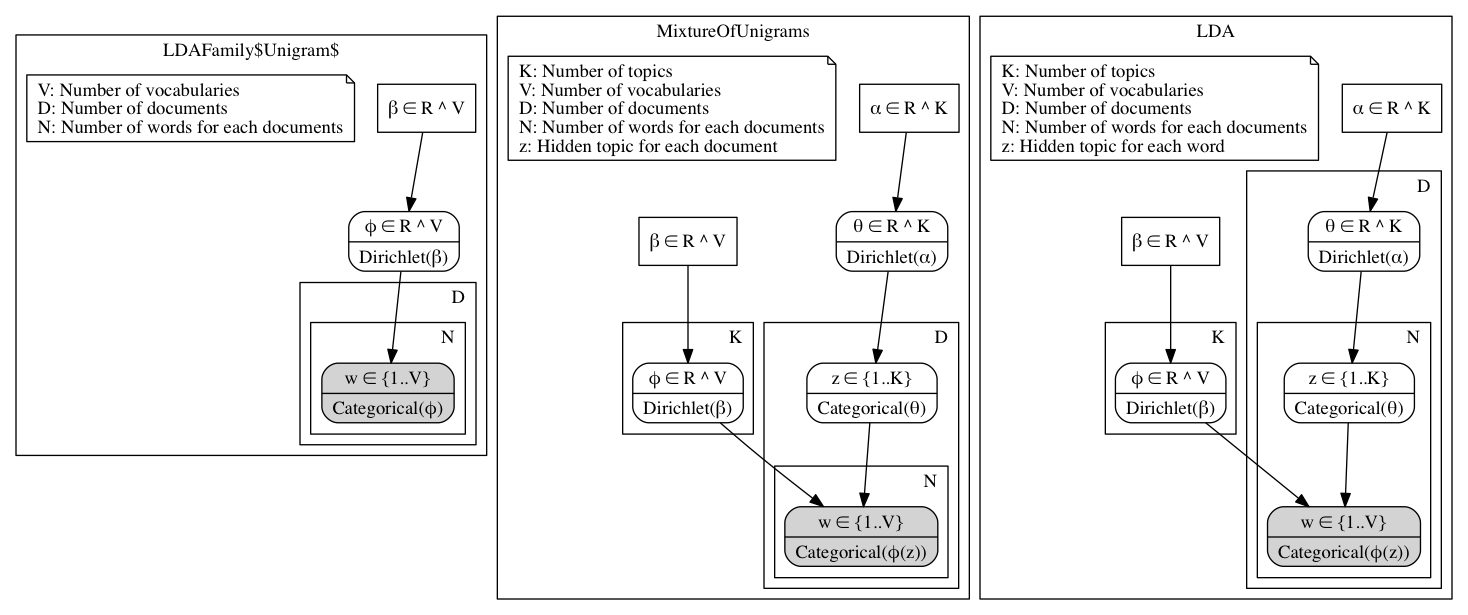 LDAFamily$Unigram$
V: Number of vocabularies
D: Number of documents
N: Number of words for each documents
β ∈ R ^ V
ϕ ∈ R ^ V
Dirichlet(β)
D
N
w ∈ {1..V}
Categorical(ϕ)
MixtureOfUnigrams
K: Number of topics
V: Number of vocabularies
D: Number of documents
N: Number of words for each documents
z: Hidden topic for each document
α ∈ R ^ K
β ∈ R ^ V
θ ∈ R ^ K
Dirichlet(α)
K
D
ϕ ∈ R ^ V
Dirichlet(β)
z ∈ {1..K}
Categorical(θ)
N
w ∈ {1..V}
Categorical(ϕ(z))
LDA
K: Number of topics
V: Number of vocabularies
D: Number of documents
N: Number of words for each documents
z: Hidden topic for each word
α ∈ R ^ K
D
β ∈ R ^ V
θ ∈ R ^ K
Dirichlet(α)
K
N
ϕ ∈ R ^ V
Dirichlet(β)
z ∈ {1..K}
Categorical(θ)
w ∈ {1..V}
Categorical(ϕ(z))